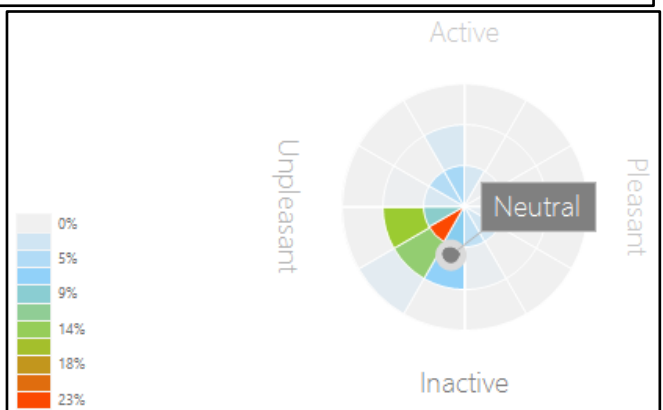 Active
Unpleasant
Pleasant
Neutral
Inactive
0%
5%
9%
14%
18%
23%